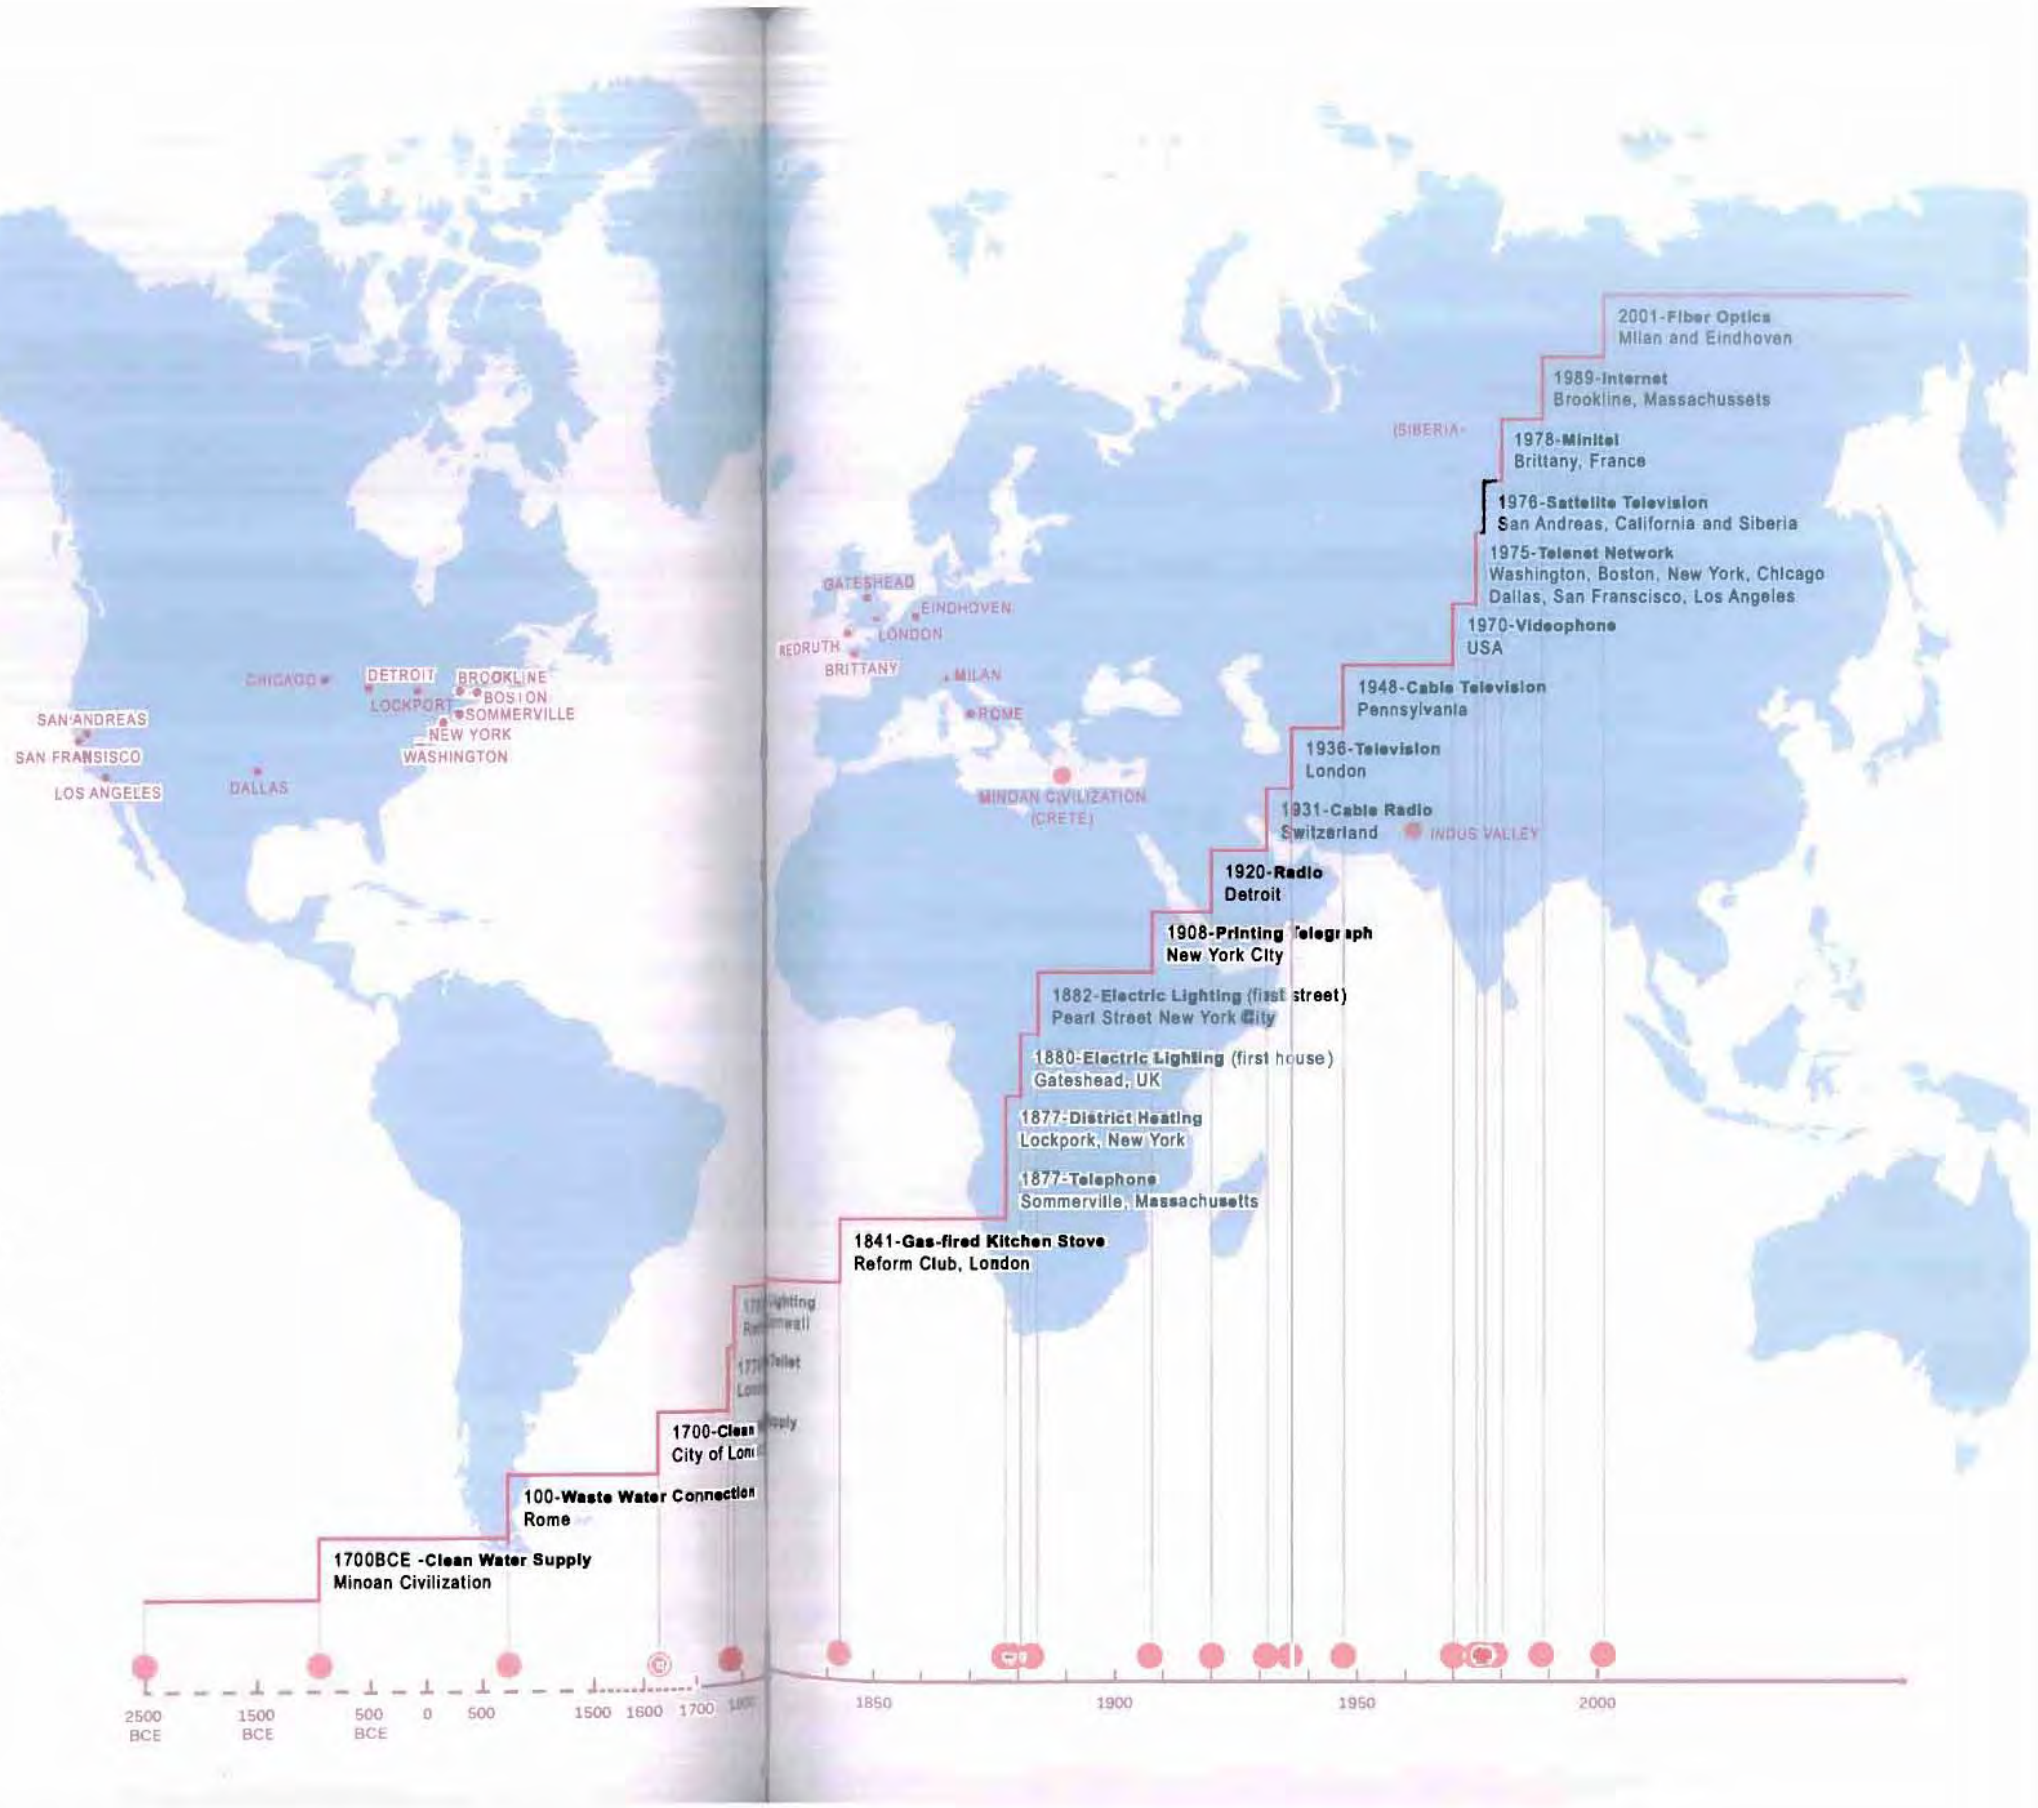 2001-Fiber Optics
Milan and Eindhoven
1989-Internet
Brookline, Massachussets
(SIBERIA-
1978-Minitel
Brittany, France
1976-Sattelite Television
San Andreas, California and Siberia
1975-Telenet Network
Washington, Boston, New York, Chicago
Dallas, San Franscisco, Los Angeles
1970-Videophone
USA
1948-Cable Television
Pennsylvania
1936-Television
London
1931-Cable Radio
Switzerland
INDUS VALLEY
1920-Radio
Detroit
1908-Printing Telegraph
New York City
1882-Electric Lighting (first street)
Pearl Street New York City
1880-Electric Lighting (first house)
Gateshead, UK
1877-District Heating
Lockpork, New York
1877-Telephone
Sommerville, Massachusetts
1841-Gas-fired Kitchen Stove
Reform Club, London
Lighting
Toilet
1700-Clean
City of
100-Waste Water Connection
Rome
1700BCE -Clean Water Supply
Minoan Civilization
GATESHEAD
EINDHOVEN
LONDON
REDRUTH
BRITTANY
MILAN
ROME
MINOAN CIVILIZATION
(CRETE)
CHICAGO
DETROIT
BROOKLINE
BOSTON
LOCKPORT
SOMMERVILLE
NEW YORK
WASHINGTON
SAN ANDREAS
SAN FRANSISCO
LOS ANGELES
DALLAS
2500 BCE
1500 BCE
500 BCE
0
500
1500
1600
1700
1800
1850
1900
1950
2000